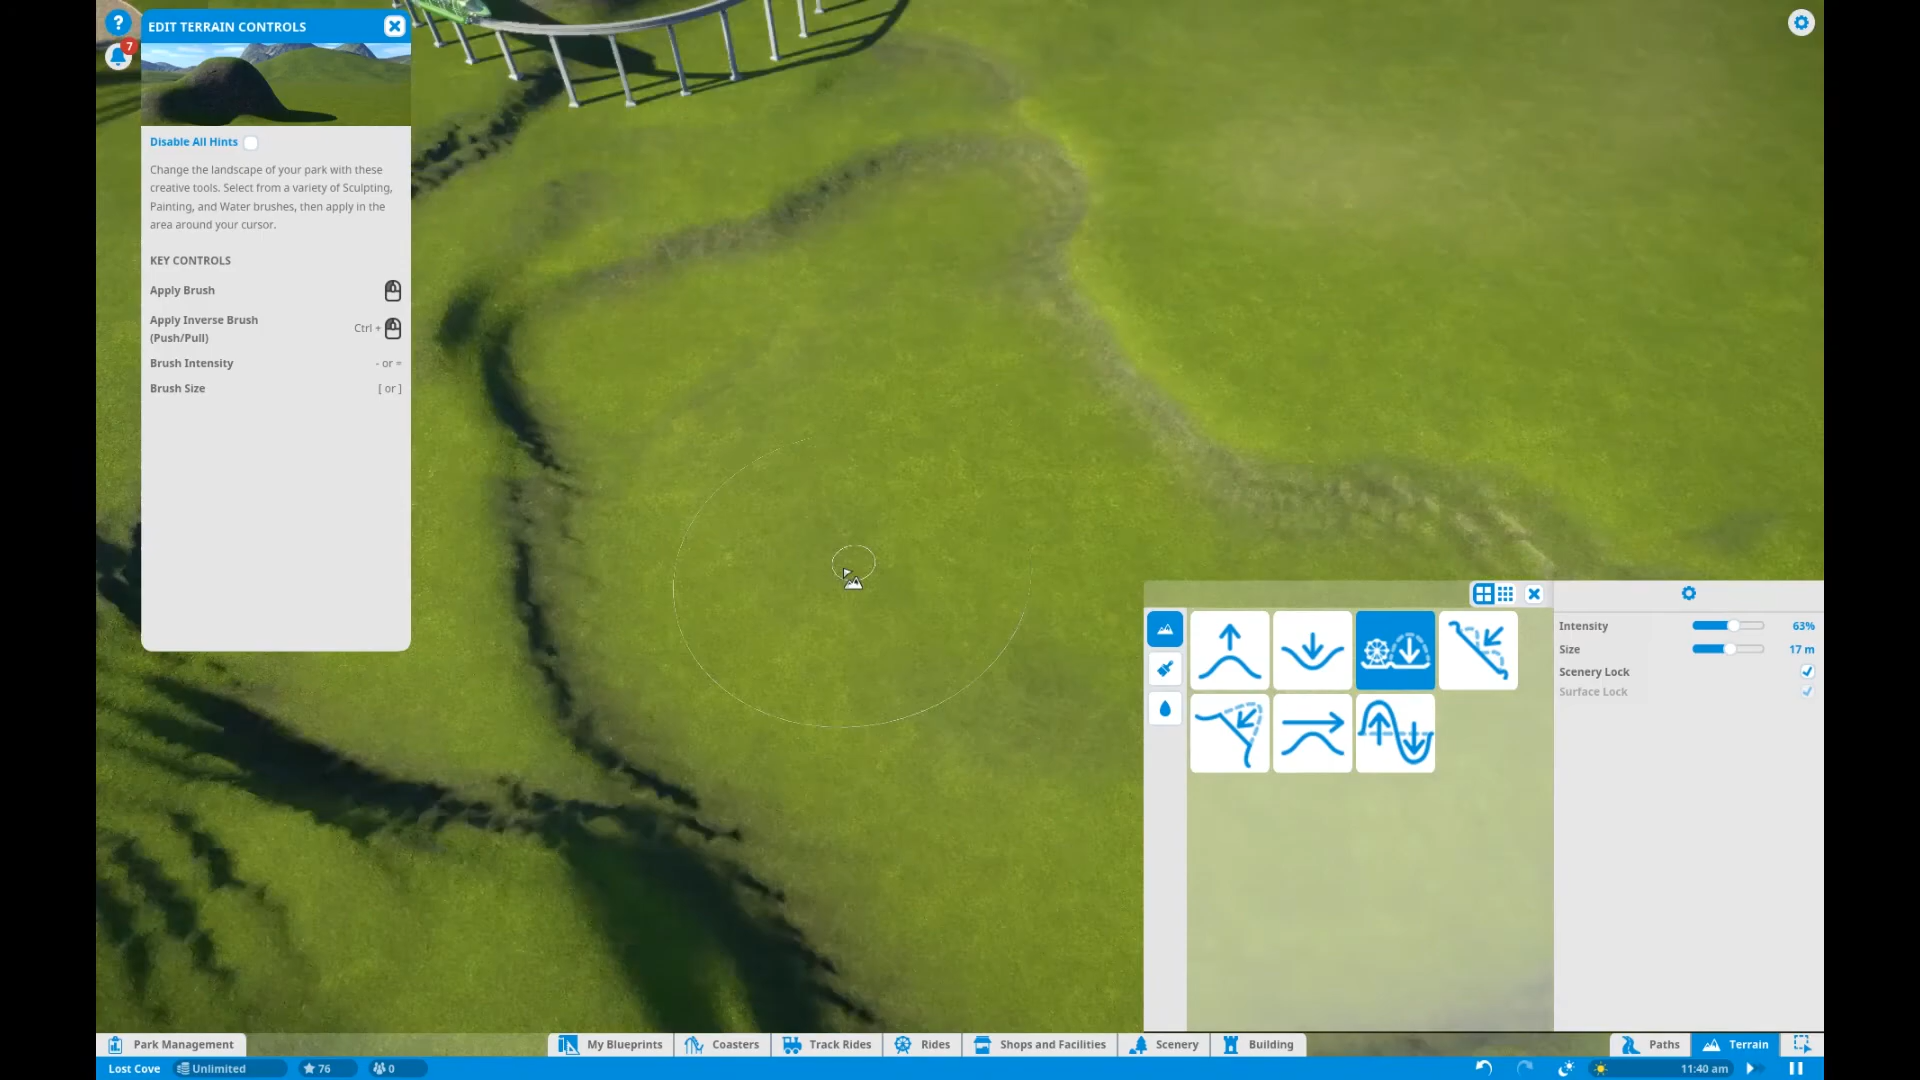 ?
EDIT TERRAIN CONTROLS
7
Disable All Hints
Change the landscape of your park with these
creative tools. Select from a variety of Sculpting,
Painting, and Water brushes, then apply in the
area around your cursor.
KEY CONTROLS
Apply Brush
Apply Inverse Brush
(Push/Pull)
Ctrl +
Brush Intensity - or =
Brush Size [ or ]
Intensity 63%
Size 17 m
Scenery Lock
Surface Lock
Park Management
My Blueprints
Coasters
Track Rides
Rides
Shops and Facilities
Scenery
Building
Paths
Terrain
Lost Cove
Unlimited
76
0
11:40 am